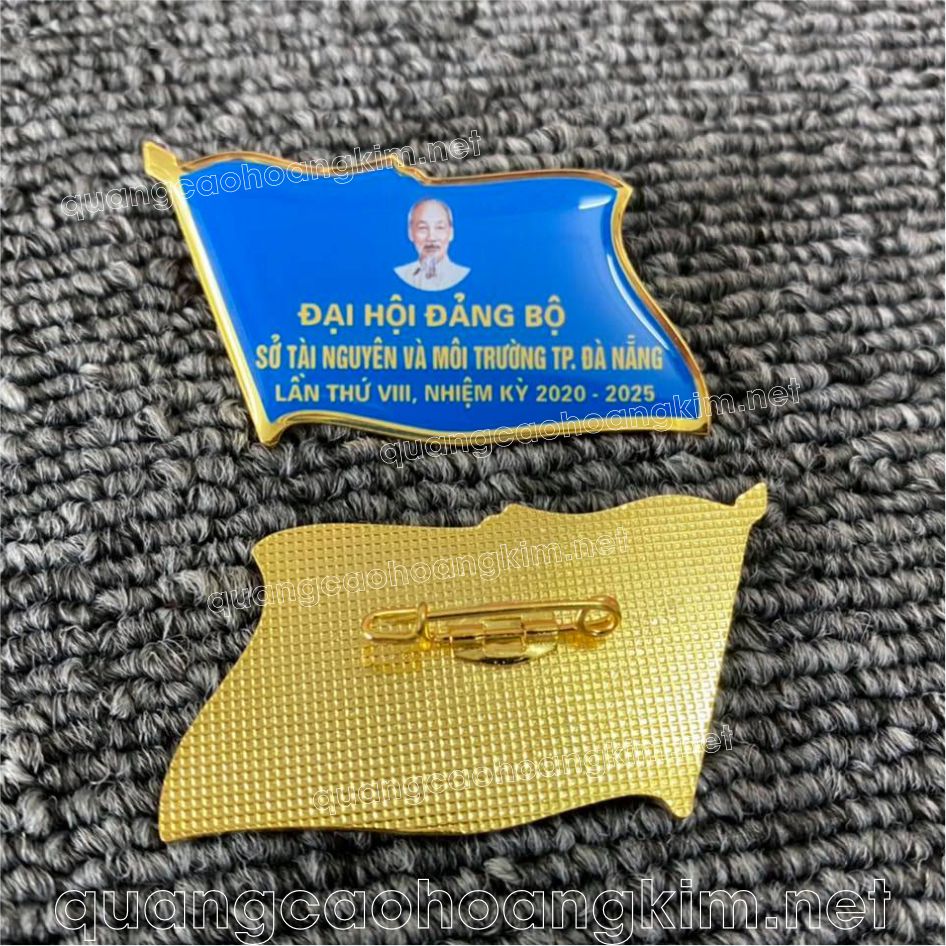 quangcaohoangkim.net
ĐẠI HỘI ĐẢNG BỘ
SỞ TÀI NGUYÊN VÀ MÔI TRƯỜNG TP. ĐÀ NẴNG
LẦN THỨ VIII, NHIỆM KỲ 2020 - 2025
quangcaohoangkim.net
quangcaohoangkim.net
quangcaohoangkim.net
quangcaohoangkim.net